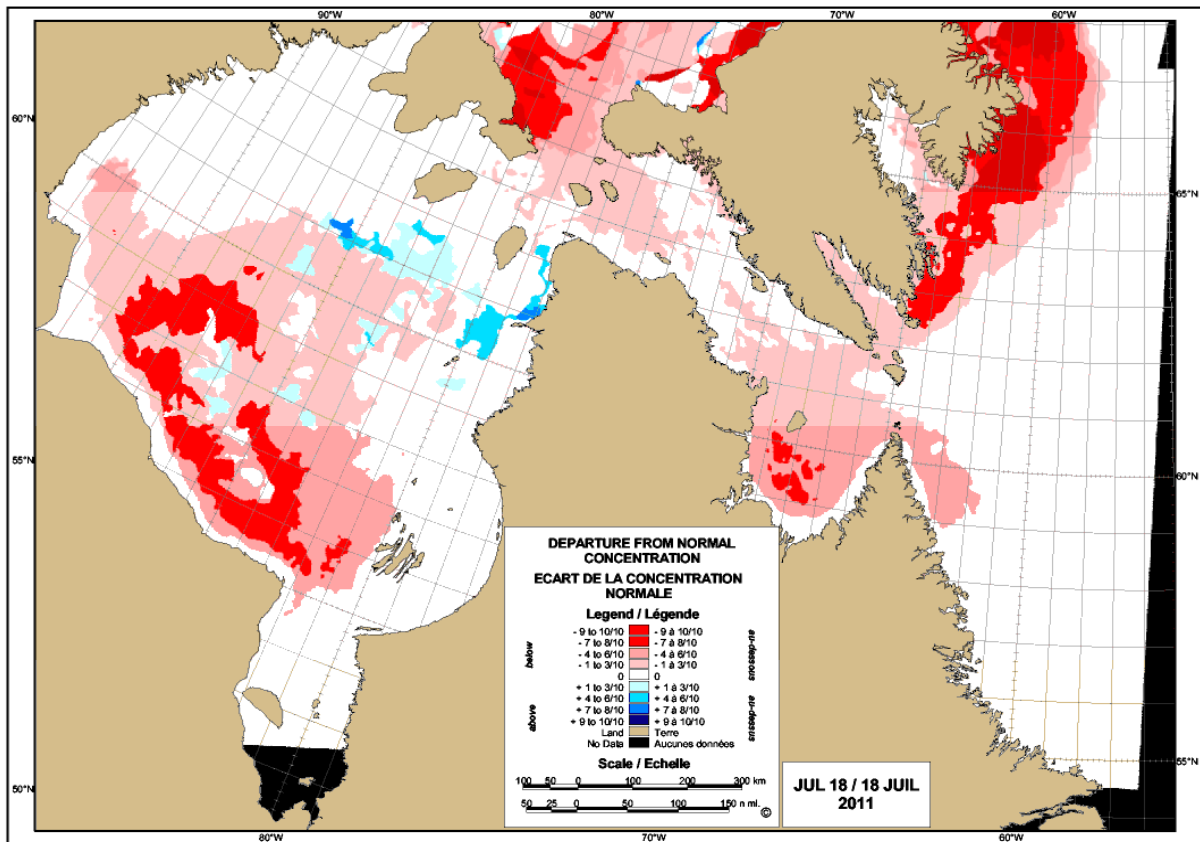 90°W 80°W 70°W 60°W
60°N
65°N
55°N
60°N
DEPARTURE FROM NORMAL
CONCENTRATION
ECART DE LA CONCENTRATION
NORMALE
Legend / Légende
below
- 9 to 10/10 - 9 à 10/10
- 7 to 8/10 - 7 à 8/10
- 4 to 6/10 - 4 à 6/10
- 1 to 3/10 - 1 à 3/10
au-dessous
0 0
above
+ 1 to 3/10 + 1 à 3/10
+ 4 to 6/10 + 4 à 6/10
+ 7 to 8/10 + 7 à 8/10
+ 9 to 10/10 + 9 à 10/10
au-dessus
Land Terre
No Data Aucunes données
Scale / Echelle
100 50 0 100 200 300 km
50 25 0 50 100 150 n mi.
©
JUL 18 / 18 JUIL
2011
55°N
50°N
80°W 70°W 60°W